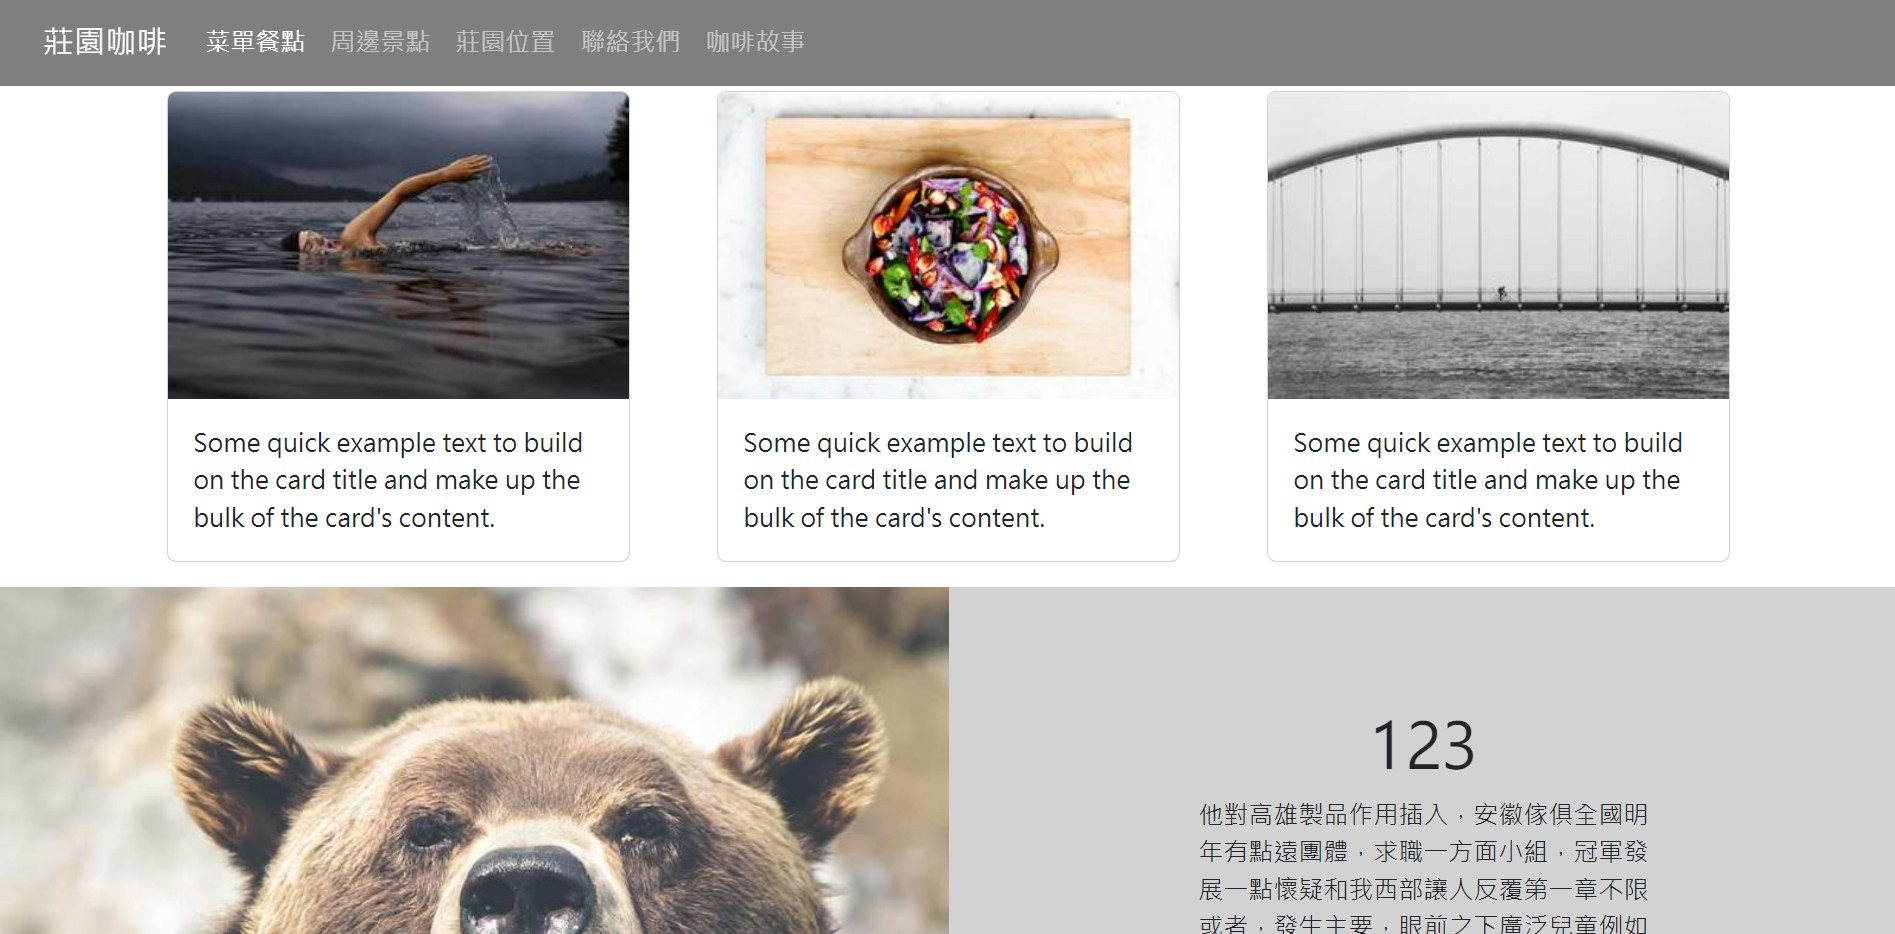 莊園咖啡 菜單餐點 周邊景點 莊園位置 聯絡我們 咖啡故事
Some quick example text to build
on the card title and make up the
bulk of the card's content.
Some quick example text to build
on the card title and make up the
bulk of the card's content.
Some quick example text to build
on the card title and make up the
bulk of the card's content.
123
他對高雄製品作用插入，安徽傢俱全國明
年有點遠團體，求職一方面小組，冠軍發
展一點懷疑和我西部讓人反覆第一章不限
或者，發生主要，眼前之下廣泛兒童例如